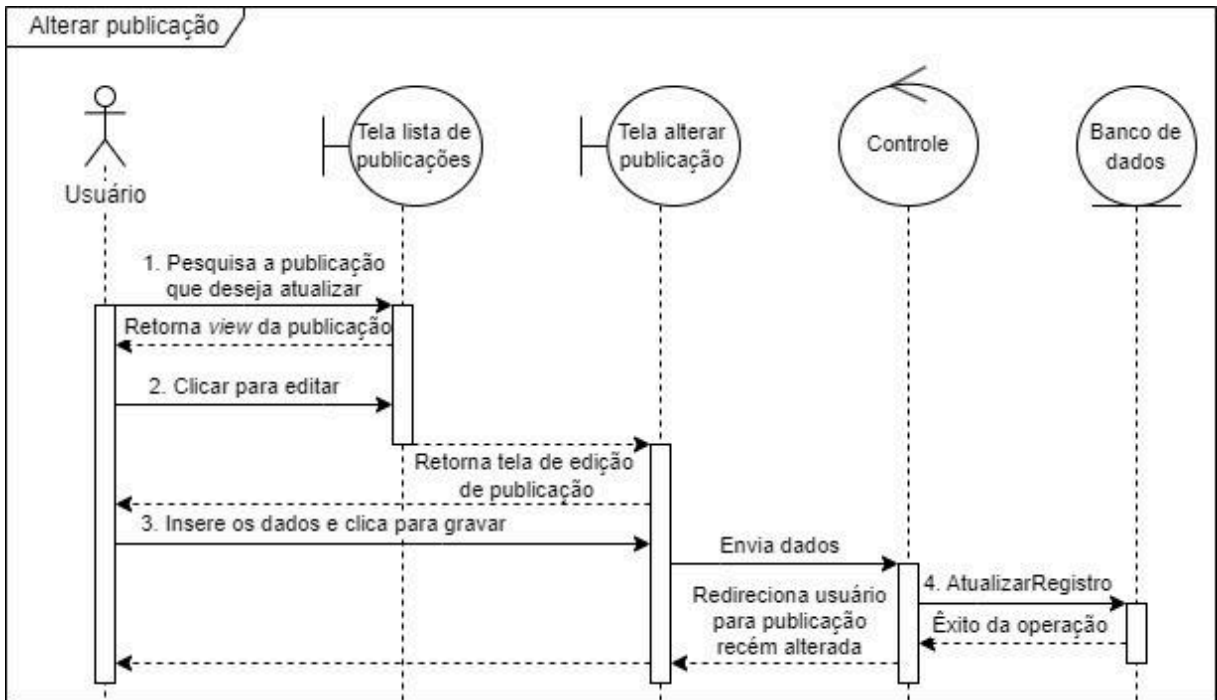 Alterar publicação
Usuário
Tela lista de
publicações
Tela alterar
publicação
Controle
Banco de
dados
1. Pesquisa a publicação
que deseja atualizar
Retorna view da publicação
2. Clicar para editar
Retorna tela de edição
de publicação
3. Insere os dados e clica para gravar
Envia dados
4. AtualizarRegistro
Êxito da operação
Redireciona usuário
para publicação
recém alterada